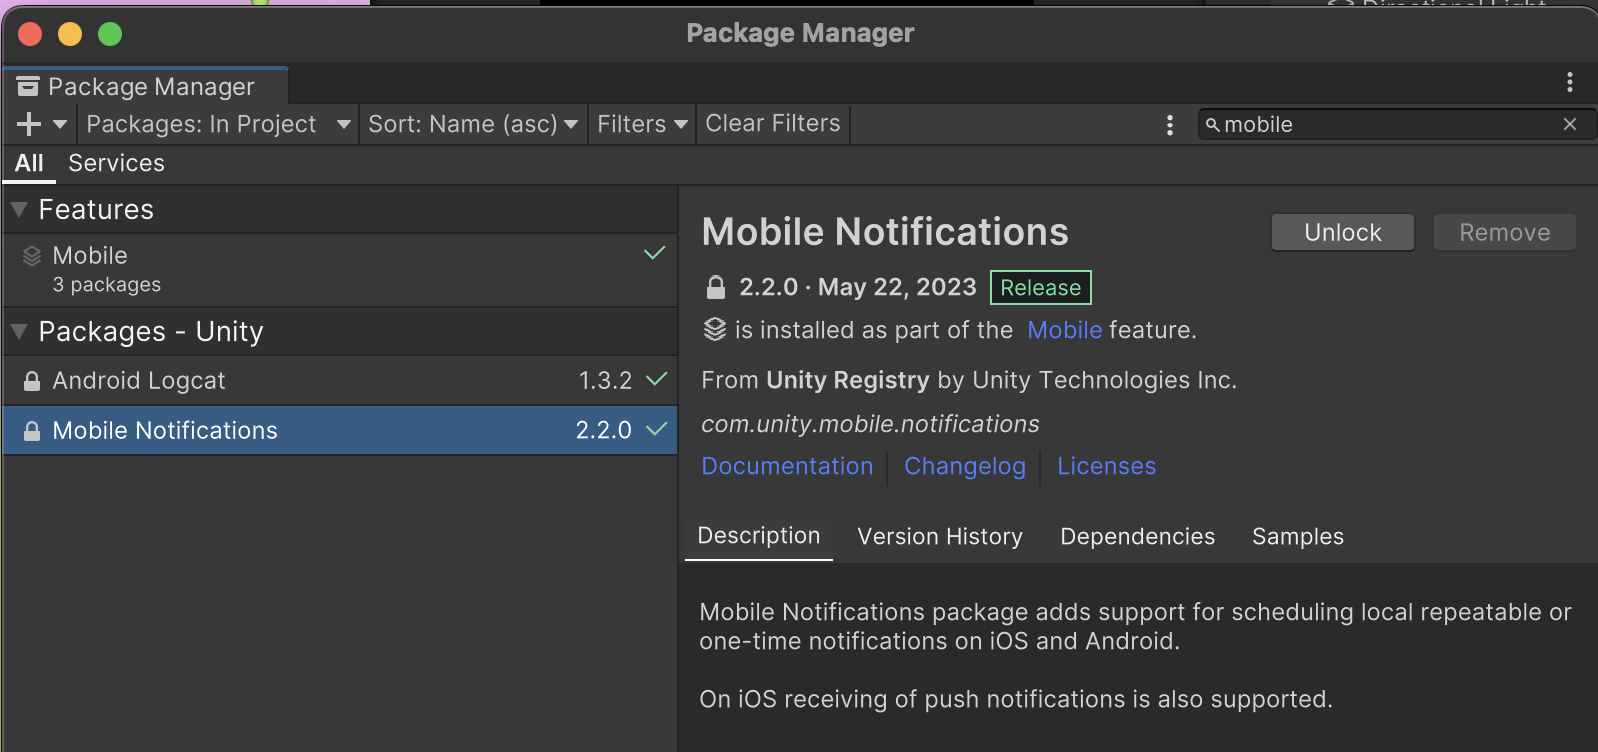 Directional Light
Package Manager
Package Manager
Packages: In Project
Sort: Name (asc)
Filters
Clear Filters
mobile
All
Services
Features
Mobile
3 packages
Packages - Unity
Android Logcat 1.3.2
Mobile Notifications 2.2.0
Mobile Notifications
Unlock
Remove
2.2.0 · May 22, 2023 Release
is installed as part of the Mobile feature.
From Unity Registry by Unity Technologies Inc.
com.unity.mobile.notifications
Documentation
Changelog
Licenses
Description
Version History
Dependencies
Samples
Mobile Notifications package adds support for scheduling local repeatable or
one-time notifications on iOS and Android.
On iOS receiving of push notifications is also supported.